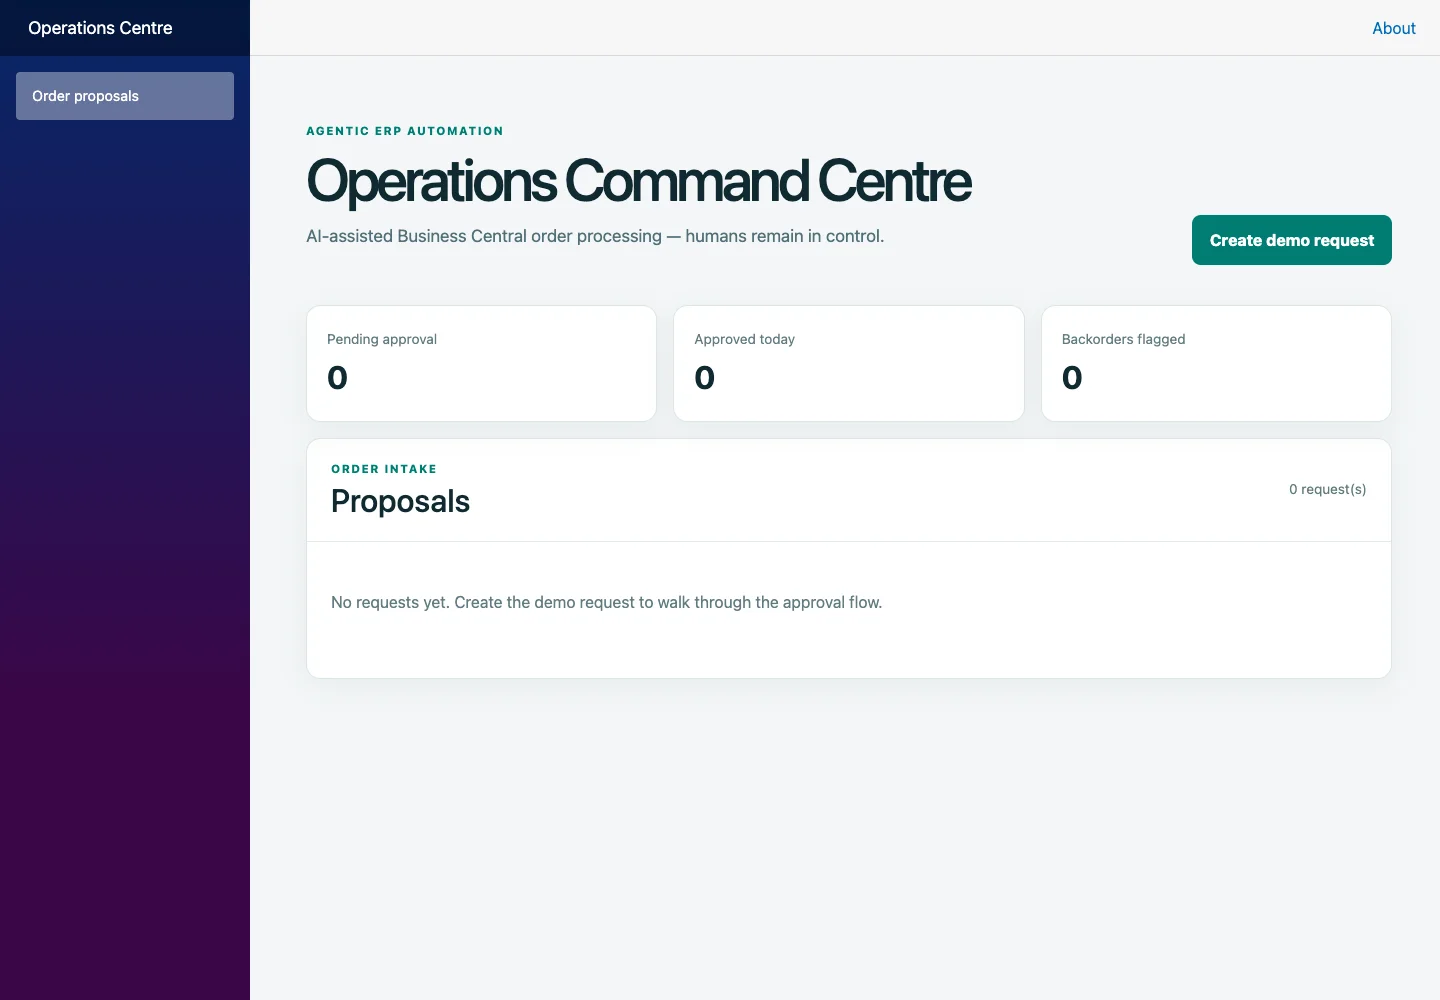 Operations Centre
About
Order proposals
AGENTIC ERP AUTOMATION
Operations Command Centre
AI-assisted Business Central order processing — humans remain in control.
Create demo request
Pending approval
0
Approved today
0
Backorders flagged
0
ORDER INTAKE
Proposals
0 request(s)
No requests yet. Create the demo request to walk through the approval flow.